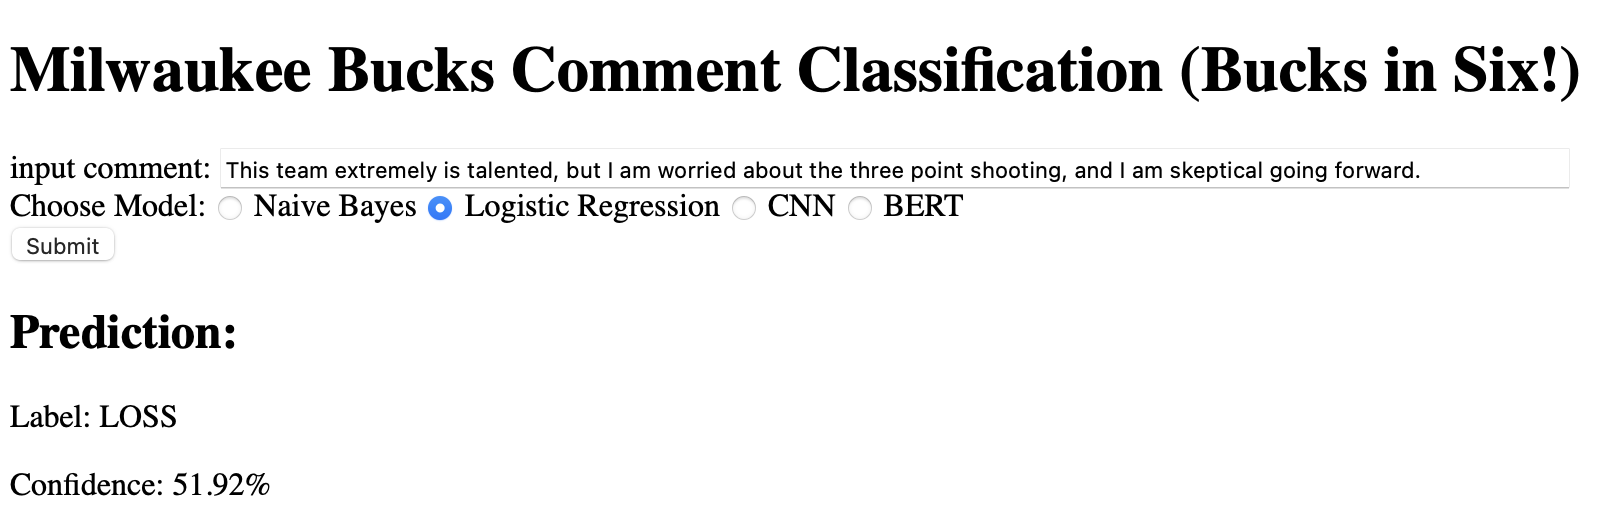 Milwaukee Bucks Comment Classification (Bucks in Six!)
input comment: This team extremely is talented, but I am worried about the three point shooting, and I am skeptical going forward.
Choose Model: Naive Bayes Logistic Regression CNN BERT
Submit
Prediction:
Label: LOSS
Confidence: 51.92%